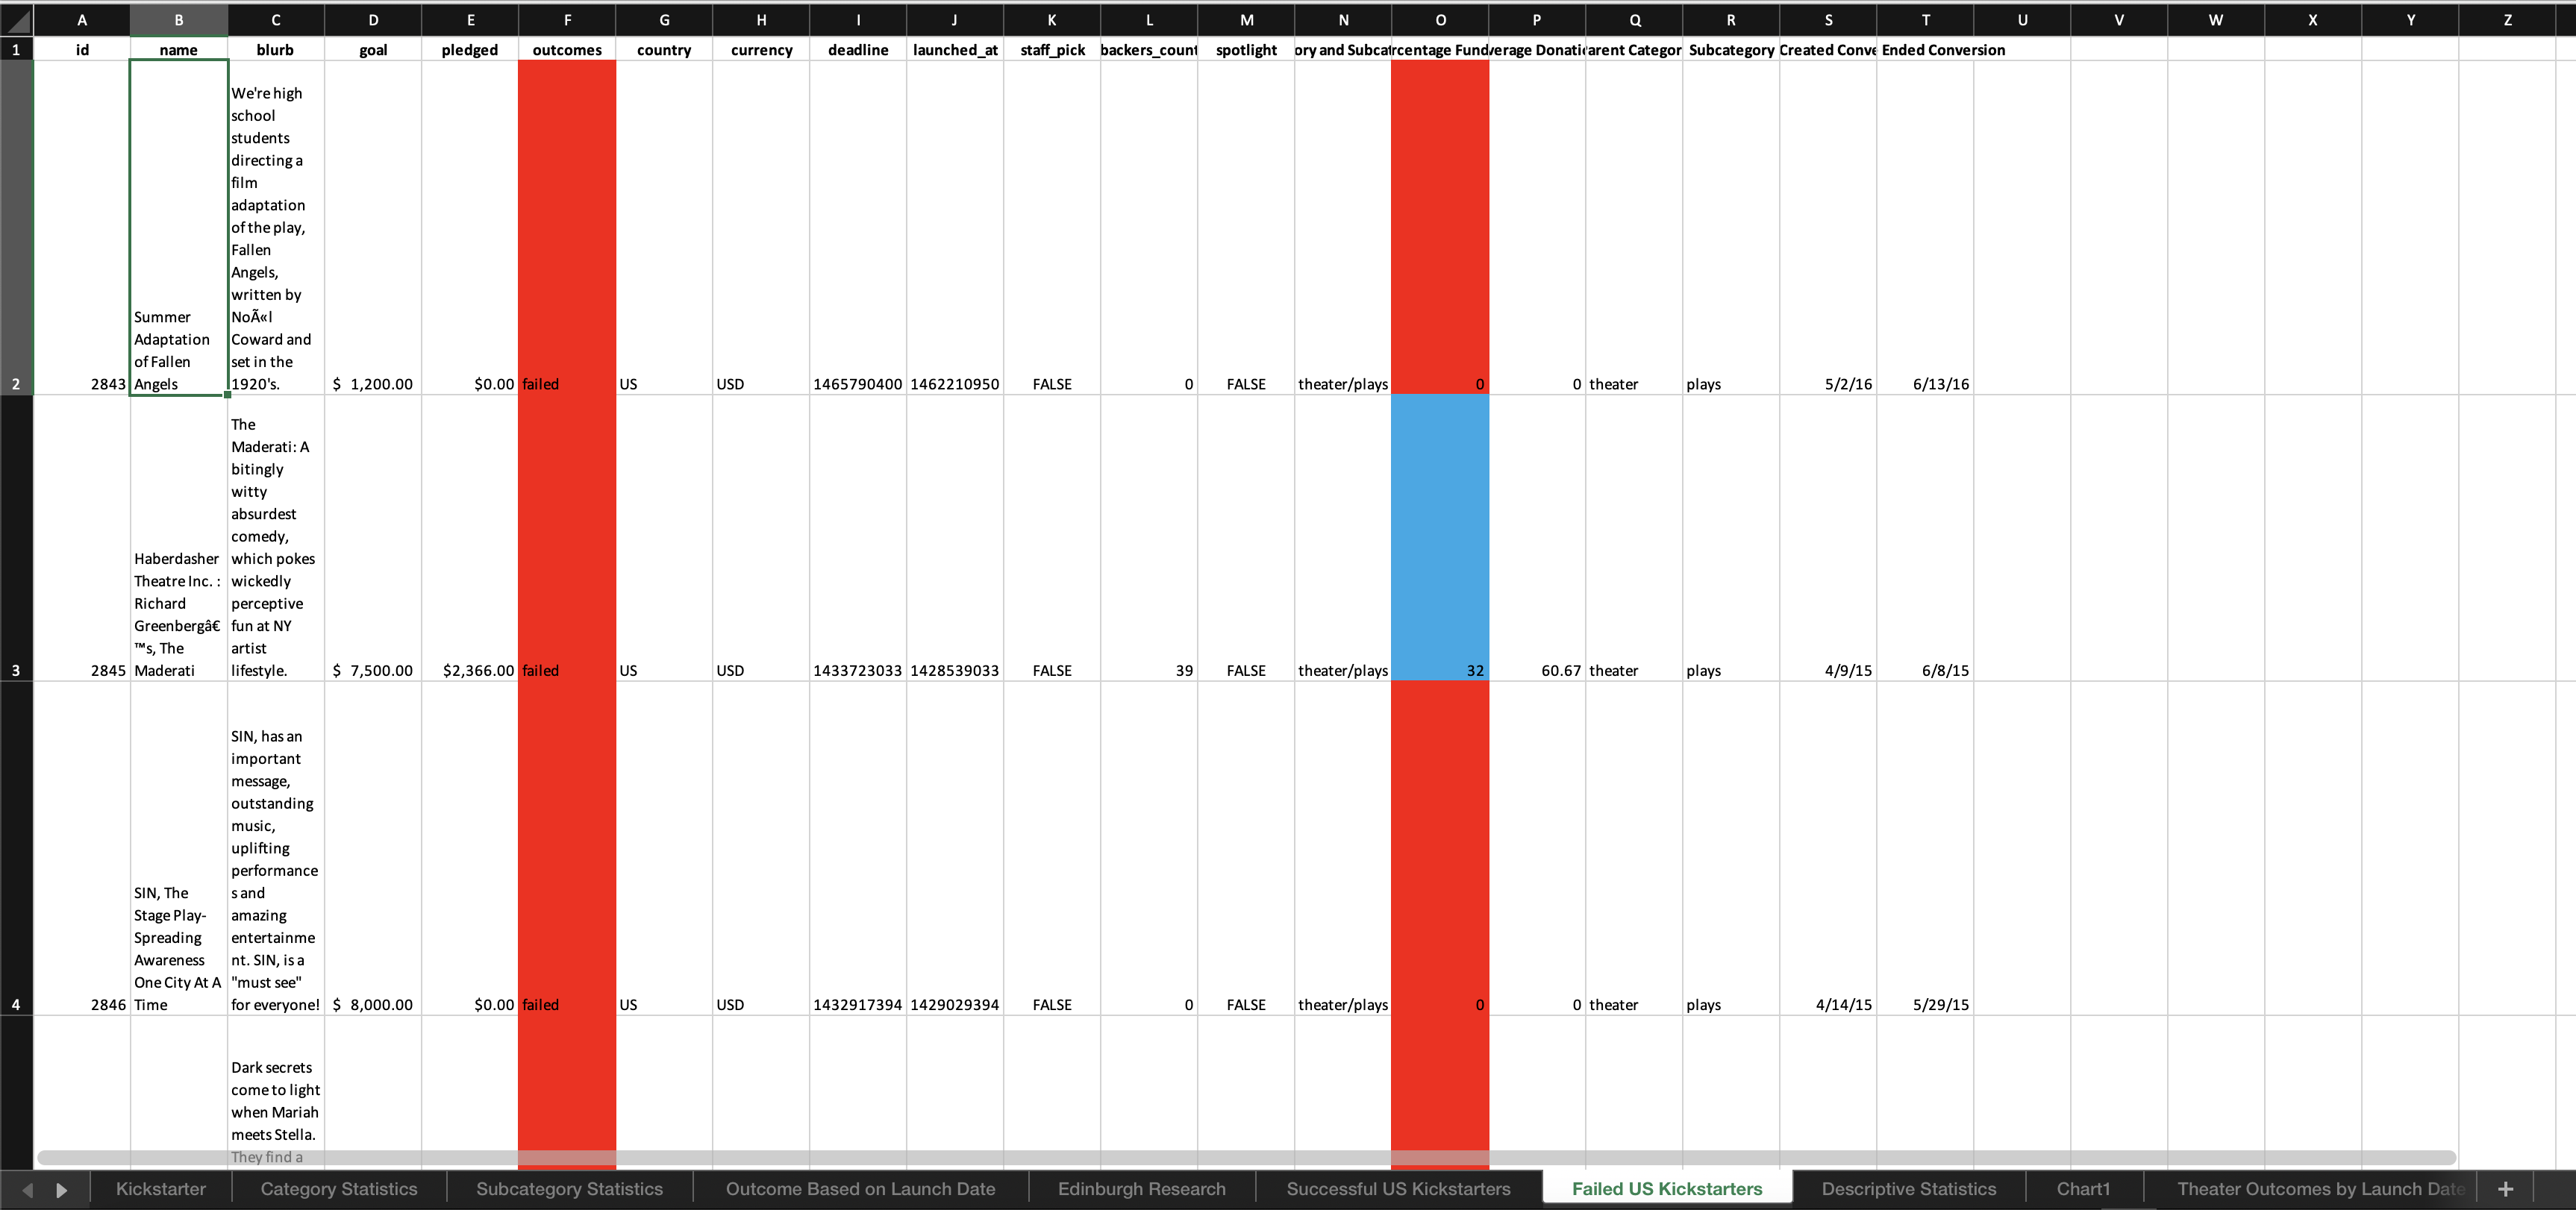 A B C D E F G H I J K L M N O P Q R S T U V W X Y Z
1 id name blurb goal pledged outcomes country currency deadline launched_at staff_pick backers_count spotlight ory and Subcat rcentage Fund verage Donatio arent Categor Subcategory Created Conve Ended Conversion
We're high
school
students
directing a
film
adaptation
of the play,
Fallen
Angels,
written by
Summer NoÃ«l
Adaptation Coward and
of Fallen set in the
2 2843 Angels 1920's. $ 1,200.00 $0.00 failed US USD 1465790400 1462210950 FALSE 0 FALSE theater/plays 0 0 theater plays 5/2/16 6/13/16
The
Maderati: A
bitingly
witty
absurdest
comedy,
Haberdasher which pokes
Theatre Inc. : wickedly
Richard perceptive
Greenbergâ€ fun at NY
™s, The artist
3 2845 Maderati lifestyle. $ 7,500.00 $2,366.00 failed US USD 1433723033 1428539033 FALSE 39 FALSE theater/plays 32 60.67 theater plays 4/9/15 6/8/15
SIN, has an
important
message,
outstanding
music,
uplifting
performance
SIN, The s and
Stage Play- amazing
Spreading entertainme
Awareness nt. SIN, is a
One City At A "must see"
4 2846 Time for everyone! $ 8,000.00 $0.00 failed US USD 1432917394 1429029394 FALSE 0 FALSE theater/plays 0 0 theater plays 4/14/15 5/29/15
Dark secrets
come to light
when Mariah
meets Stella.
They find a
Kickstarter Category Statistics Subcategory Statistics Outcome Based on Launch Date Edinburgh Research Successful US Kickstarters Failed US Kickstarters Descriptive Statistics Chart1 Theater Outcomes by Launch Date +